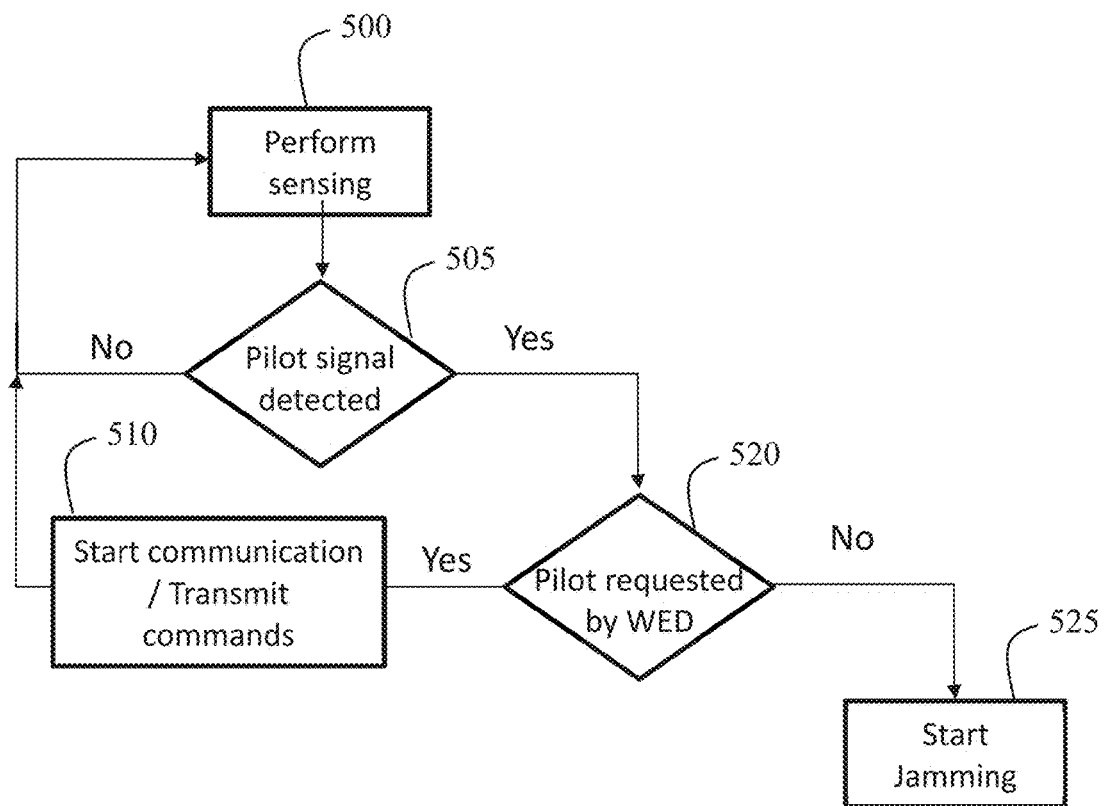 500
Perform
sensing
505
No
Yes
Pilot signal
detected
510
520
Start communication
/ Transmit
commands
Yes
No
Pilot requested
by WED
525
Start
Jamming